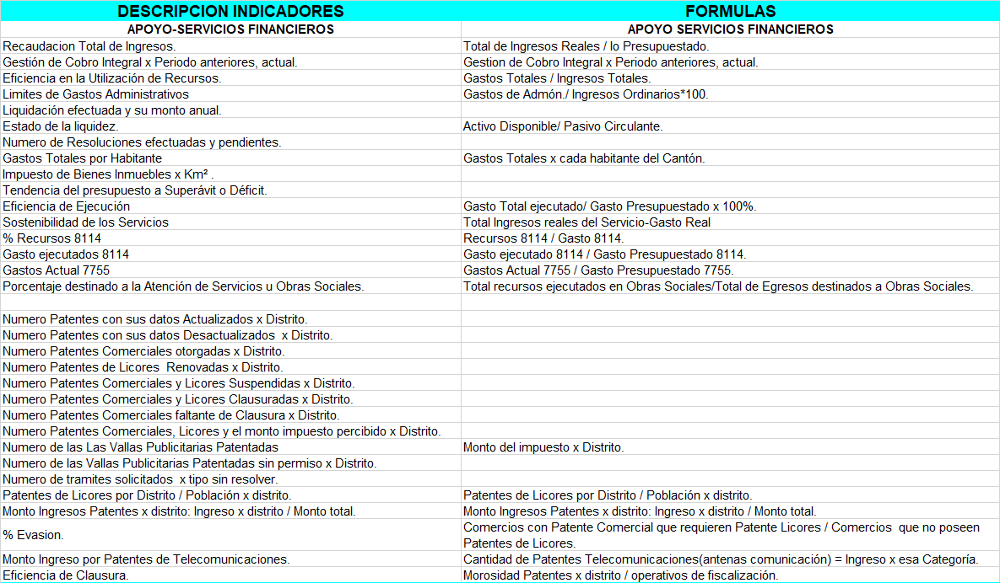 DESCRIPCION INDICADORES FORMULAS
APOYO-SERVICIOS FINANCIEROS APOYO SERVICIOS FINANCIEROS
Recaudacion Total de Ingresos. Total de Ingresos Reales / lo Presupuestado.
Gestión de Cobro Integral x Periodo anteriores, actual. Gestion de Cobro Integral x Periodo anteriores, actual.
Eficiencia en la Utilización de Recursos. Gastos Totales / Ingresos Totales.
Limites de Gastos Administrativos Gastos de Admón./ Ingresos Ordinarios*100.
Liquidación efectuada y su monto anual.
Estado de la liquidez. Activo Disponible/ Pasivo Circulante.
Numero de Resoluciones efectuadas y pendientes.
Gastos Totales por Habitante Gastos Totales x cada habitante del Cantón.
Impuesto de Bienes Inmuebles x Km² .
Tendencia del presupuesto a Superávit o Déficit.
Eficiencia de Ejecución Gasto Total ejecutado/ Gasto Presupuestado x 100%.
Sostenibilidad de los Servicios Total Ingresos reales del Servicio-Gasto Real
% Recursos 8114 Recursos 8114 / Gasto 8114.
Gasto ejecutados 8114 Gasto ejecutado 8114 / Gasto Presupuestado 8114.
Gastos Actual 7755 Gastos Actual 7755 / Gasto Presupuestado 7755.
Porcentaje destinado a la Atención de Servicios u Obras Sociales. Total recursos ejecutados en Obras Sociales/Total de Egresos destinados a Obras Sociales.
Numero Patentes con sus datos Actualizados x Distrito.
Numero Patentes con sus datos Desactualizados  x Distrito.
Numero Patentes Comerciales otorgadas x Distrito.
Numero Patentes de Licores  Renovadas x Distrito.
Numero Patentes Comerciales y Licores Suspendidas x Distrito.
Numero Patentes Comerciales y Licores Clausuradas x Distrito.
Numero Patentes Comerciales faltante de Clausura x Distrito.
Numero Patentes Comerciales, Licores y el monto impuesto percibido x Distrito.
Numero de las Las Vallas Publicitarias Patentadas Monto del impuesto x Distrito.
Numero de las Vallas Publicitarias Patentadas sin permiso x Distrito.
Numero de tramites solicitados  x tipo sin resolver.
Patentes de Licores por Distrito / Población x distrito. Patentes de Licores por Distrito / Población x distrito.
Monto Ingresos Patentes x distrito: Ingreso x distrito / Monto total. Monto Ingresos Patentes x distrito: Ingreso x distrito / Monto total.
% Evasion. Comercios con Patente Comercial que requieren Patente Licores / Comercios  que no poseen
Patentes de Licores.
Monto Ingreso por Patentes de Telecomunicaciones. Cantidad de Patentes Telecomunicaciones(antenas comunicación) = Ingreso x esa Categoría.
Eficiencia de Clausura. Morosidad Patentes x distrito / operativos de fiscalización.